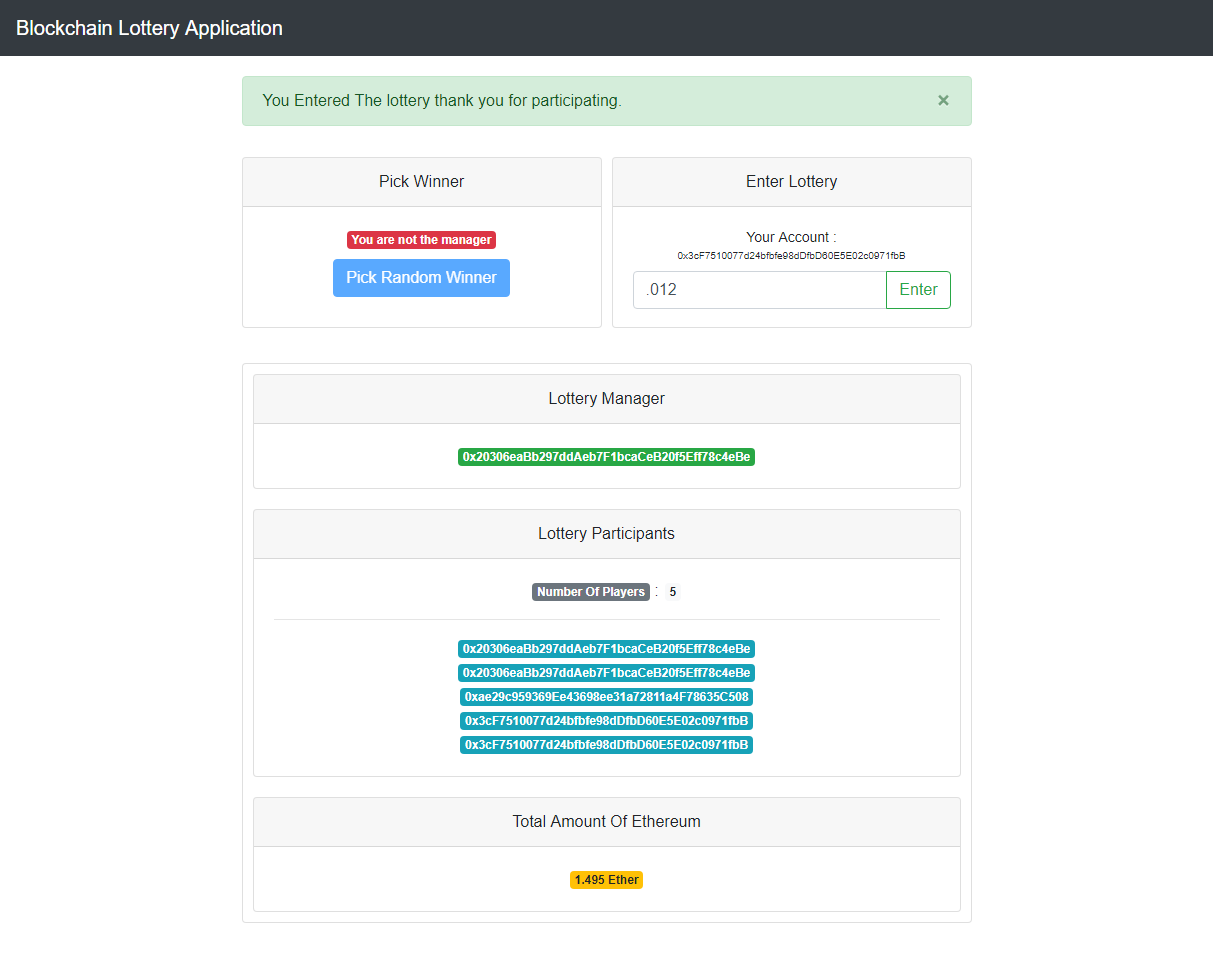 Blockchain Lottery Application
You Entered The lottery thank you for participating. ×
Pick Winner
You are not the manager
Pick Random Winner
Enter Lottery
Your Account :
0x3cF7510077d24bfbfe98dDfbD60E5E02c0971fbB
.012 Enter
Lottery Manager
0x20306eaBb297ddAeb7F1bcaCeB20f5Eff78c4eBe
Lottery Participants
Number Of Players : 5
0x20306eaBb297ddAeb7F1bcaCeB20f5Eff78c4eBe
0x20306eaBb297ddAeb7F1bcaCeB20f5Eff78c4eBe
0xae29c959369Ee43698ee31a72811a4F78635C508
0x3cF7510077d24bfbfe98dDfbD60E5E02c0971fbB
0x3cF7510077d24bfbfe98dDfbD60E5E02c0971fbB
Total Amount Of Ethereum
1.495 Ether